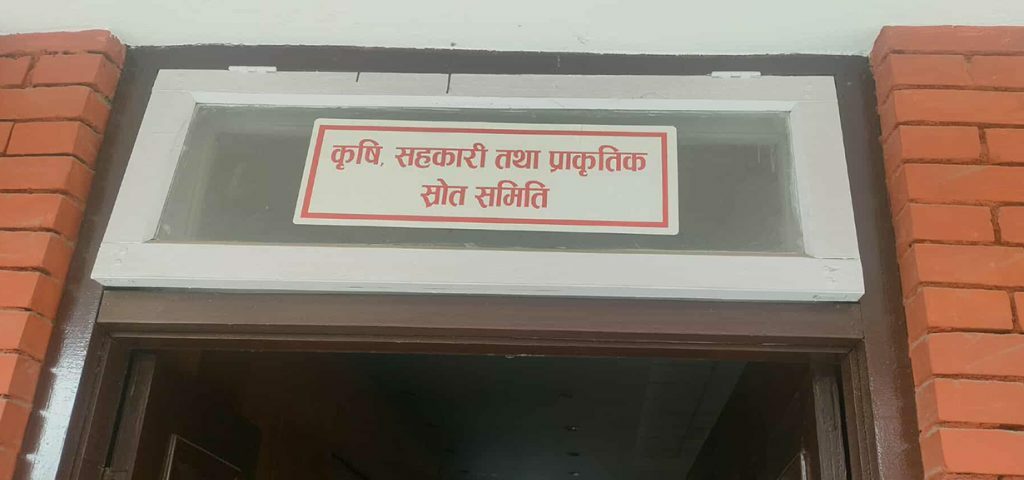 कृषि, सहकारी तथा प्राकृतिक
स्रोत समिति